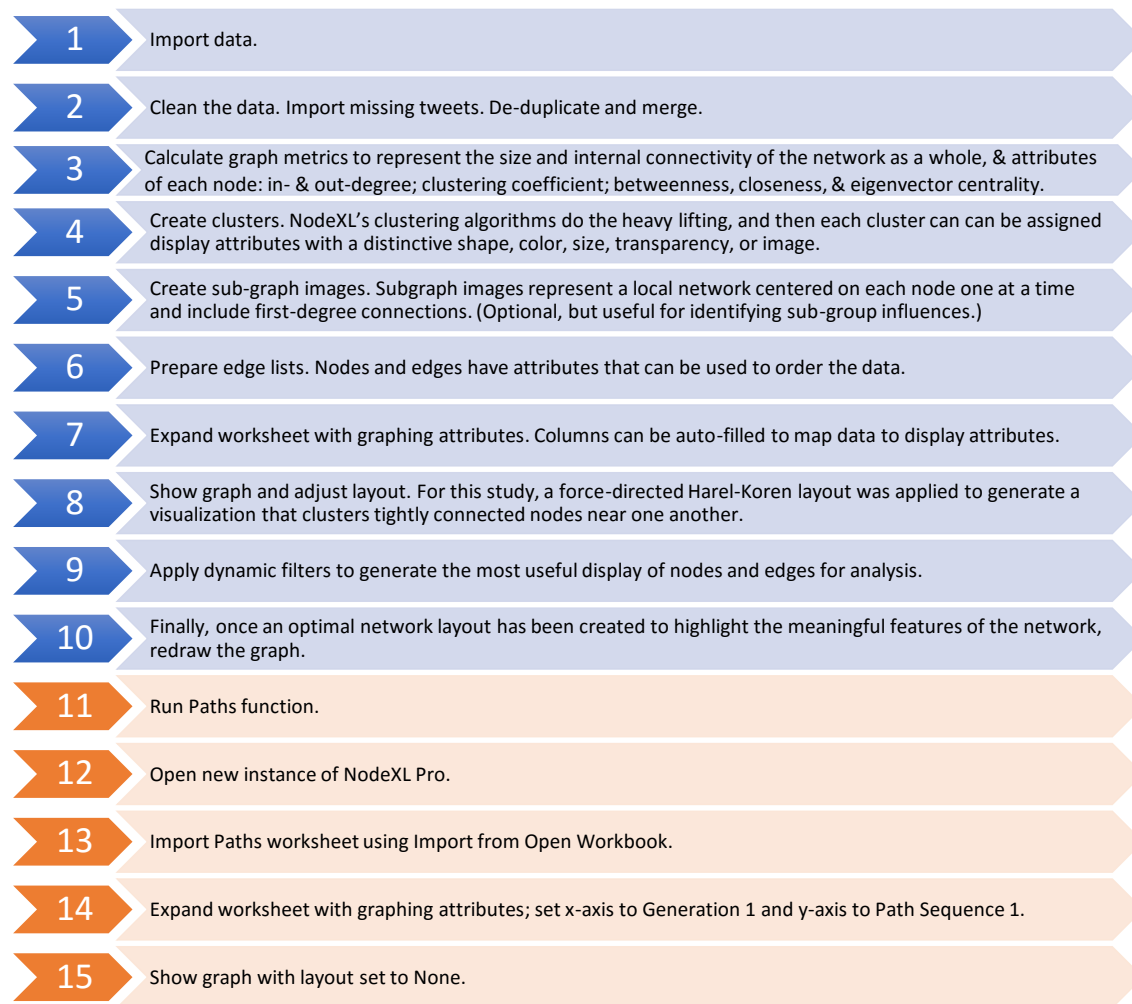 1
Import data.
2
Clean the data. Import missing tweets. De-duplicate and merge.
3
Calculate graph metrics to represent the size and internal connectivity of the network as a whole, & attributes
of each node: in- & out-degree; clustering coefficient; betweenness, closeness, & eigenvector centrality.
4
Create clusters. NodeXL's clustering algorithms do the heavy lifting, and then each cluster can can be assigned
display attributes with a distinctive shape, color, size, transparency, or image.
5
Create sub-graph images. Subgraph images represent a local network centered on each node one at a time
and include first-degree connections. (Optional, but useful for identifying sub-group influences.)
6
Prepare edge lists. Nodes and edges have attributes that can be used to order the data.
7
Expand worksheet with graphing attributes. Columns can be auto-filled to map data to display attributes.
8
Show graph and adjust layout. For this study, a force-directed Harel-Koren layout was applied to generate a
visualization that clusters tightly connected nodes near one another.
9
Apply dynamic filters to generate the most useful display of nodes and edges for analysis.
10
Finally, once an optimal network layout has been created to highlight the meaningful features of the network,
redraw the graph.
11
Run Paths function.
12
Open new instance of NodeXL Pro.
13
Import Paths worksheet using Import from Open Workbook.
14
Expand worksheet with graphing attributes; set x-axis to Generation 1 and y-axis to Path Sequence 1.
15
Show graph with layout set to None.